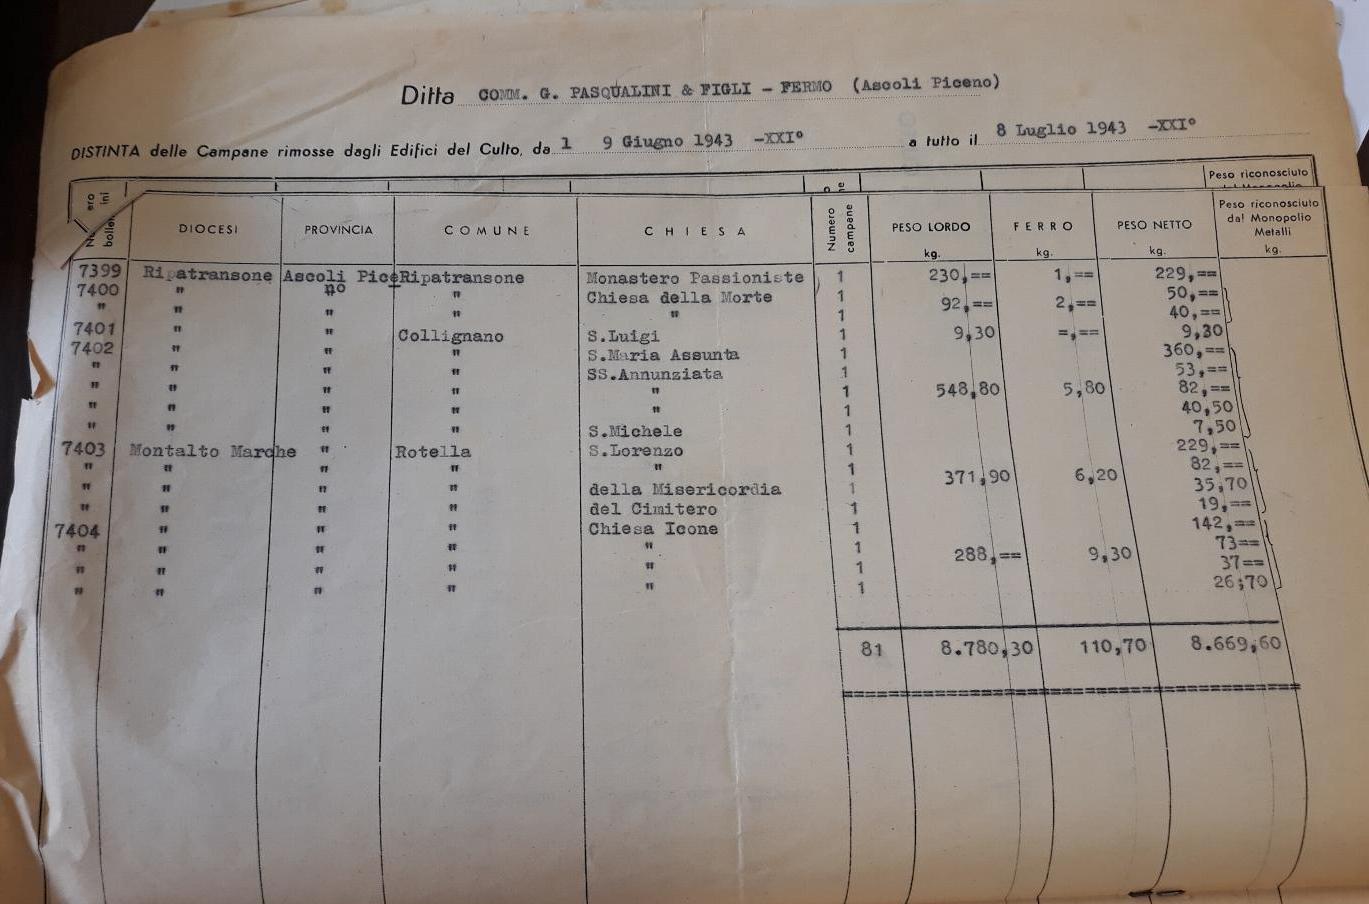 Ditta COMM. G. PASQUALINI & FIGLI - FERMO (Ascoli Piceno)
DISTINTA delle Campane rimosse dagli Edifici del Culto, da 1 9 Giugno 1943 -XXI° a tutto il 8 Luglio 1943 -XXI°
Peso riconosciuto
DIOCESI PROVINCIA COMUNE CHIESA Numero campane PESO LORDO kg. FERRO kg. PESO NETTO kg. Peso riconosciuto dal Monopolio Metalli kg.
7399 Ripatransone Ascoli Pice Ripatransone Monastero Passioniste 1 230,== 1,== 229,==
7400 " no " Chiesa della Morte 1 92,== 2,== 50,==
" " " " " 1 40,==
7401 " " Collignano S.Luigi 1 9,30 =,== 9,30
7402 " " " S.Maria Assunta 1 360,==
" " " " SS.Annunziata 1 53,==
" " " " " 1 548,80 5,80 82,==
" " " " " 1 40,50
" " " " S.Michele 1 7,50
7403 Montalto Marche " Rotella S.Lorenzo 1 229,==
" " " " " 1 371,90 6,20 82,==
" " " " della Misericordia 1 35,70
" " " " del Cimitero 1 19,==
7404 " " " Chiesa Icone 1 142,==
" " " " " 1 288,== 9,30 73==
" " " " " 1 37==
" " " " " 1 26;70
81 8.780,30 110,70 8.669,60